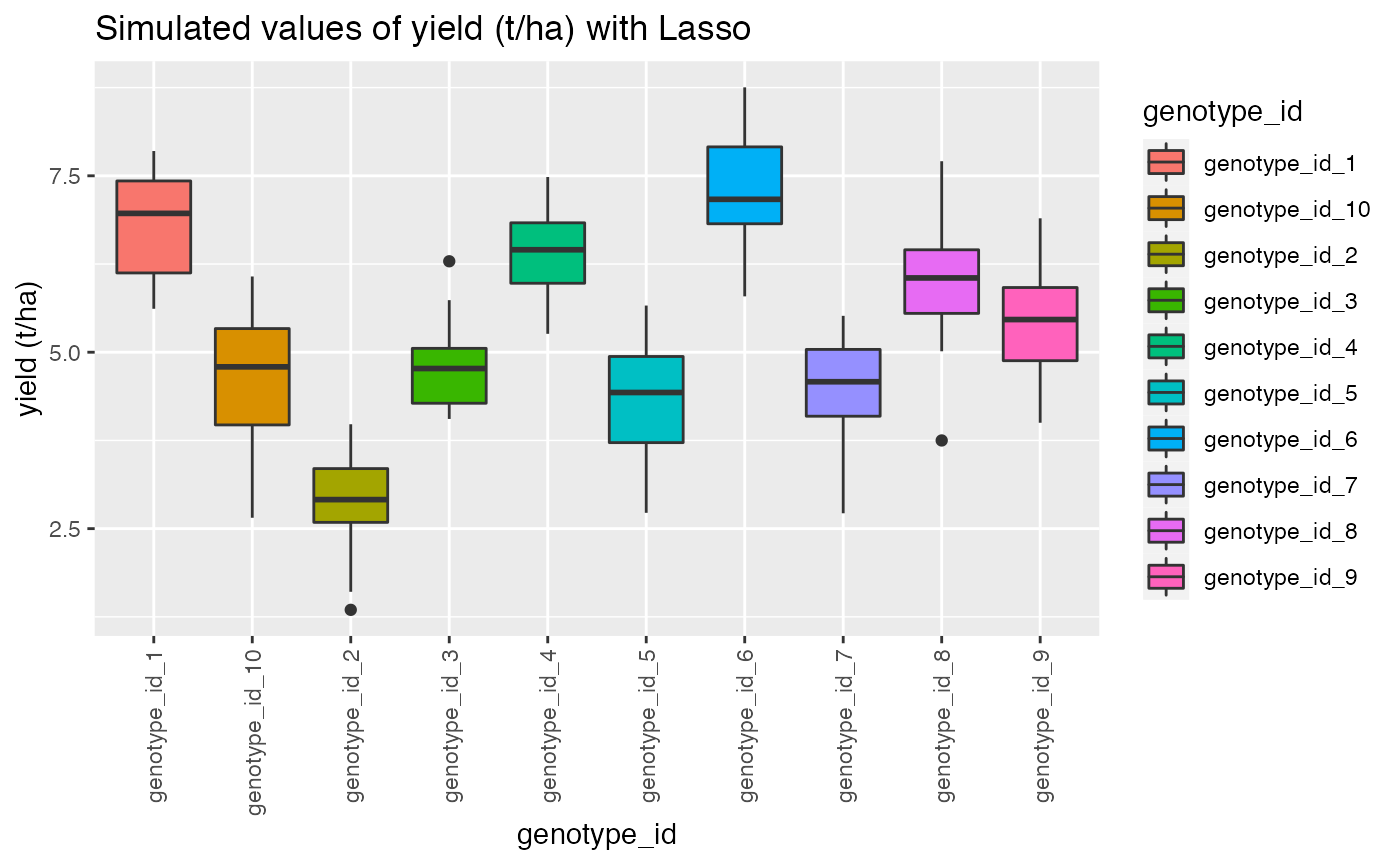 Simulated values of yield (t/ha) with Lasso
yield (t/ha)
7.5
5.0
2.5
genotype_id_1
genotype_id_10
genotype_id_2
genotype_id_3
genotype_id_4
genotype_id_5
genotype_id_6
genotype_id_7
genotype_id_8
genotype_id_9
genotype_id
genotype_id
genotype_id_1
genotype_id_10
genotype_id_2
genotype_id_3
genotype_id_4
genotype_id_5
genotype_id_6
genotype_id_7
genotype_id_8
genotype_id_9